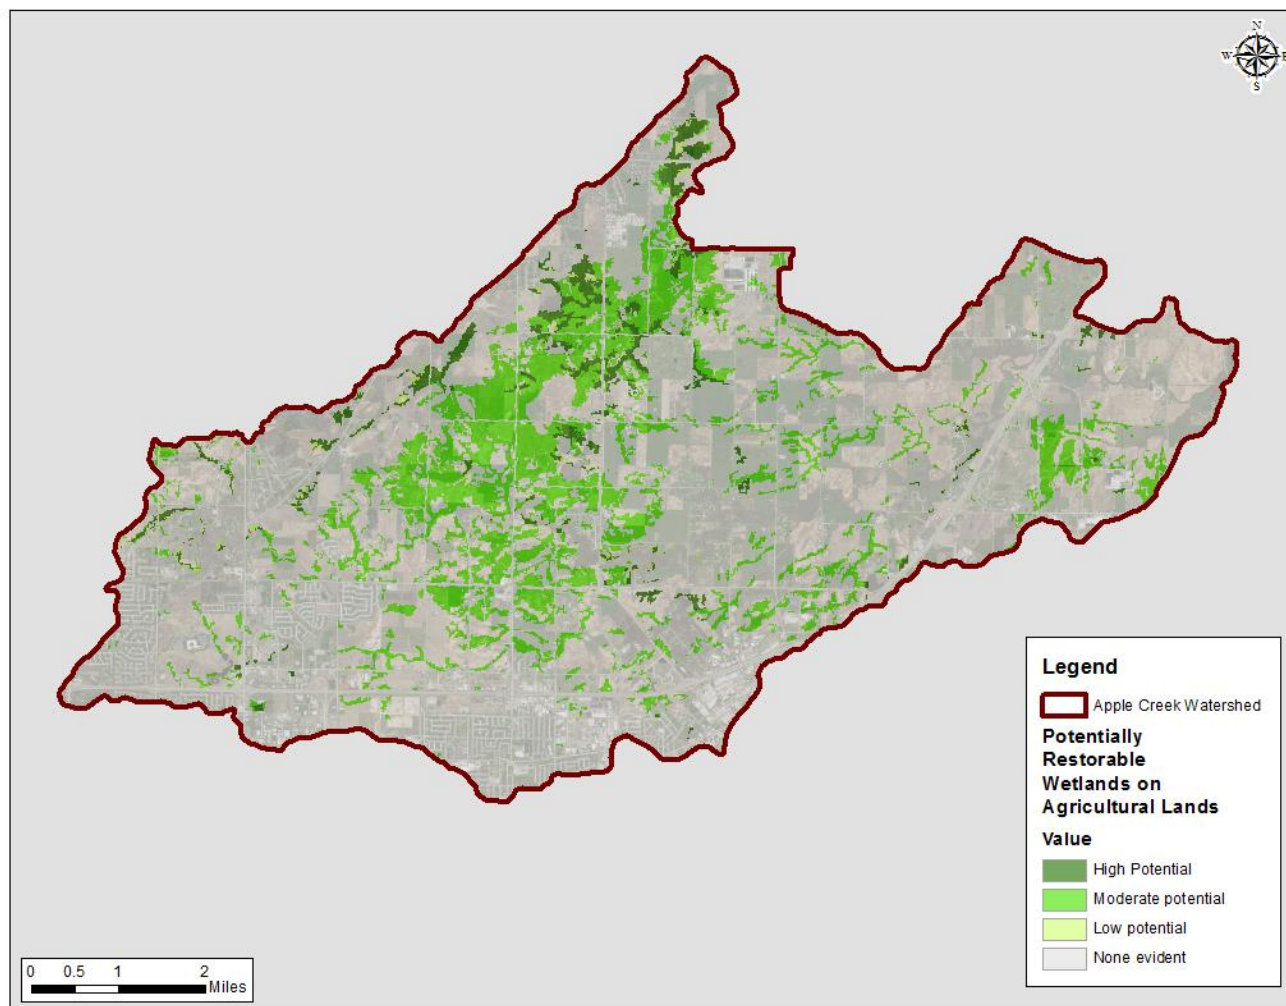 N
W
E
S
Legend
Apple Creek Watershed
Potentially
Restorable
Wetlands on
Agricultural Lands
Value
High Potential
Moderate potential
Low potential
None evident
0 0.5 1 2
Miles